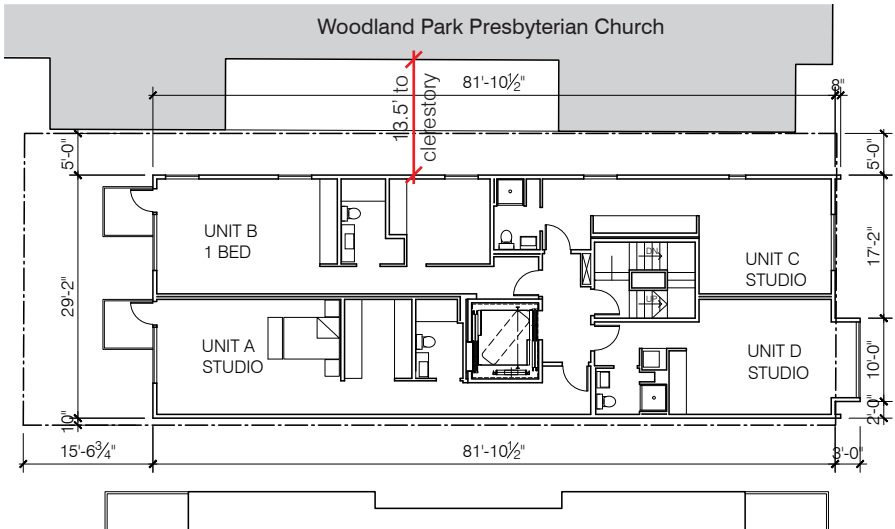 Woodland Park Presbyterian Church
81'-10½"
8"
13.5' to
clerestory
5'-0"
5'-0"
UNIT B
1 BED
DN
UNIT C
STUDIO
17'-2"
29'-2"
UP
UNIT A
STUDIO
UNIT D
STUDIO
10'-0"
10"
2'-0"
15'-6¾"
81'-10½"
3'-0"